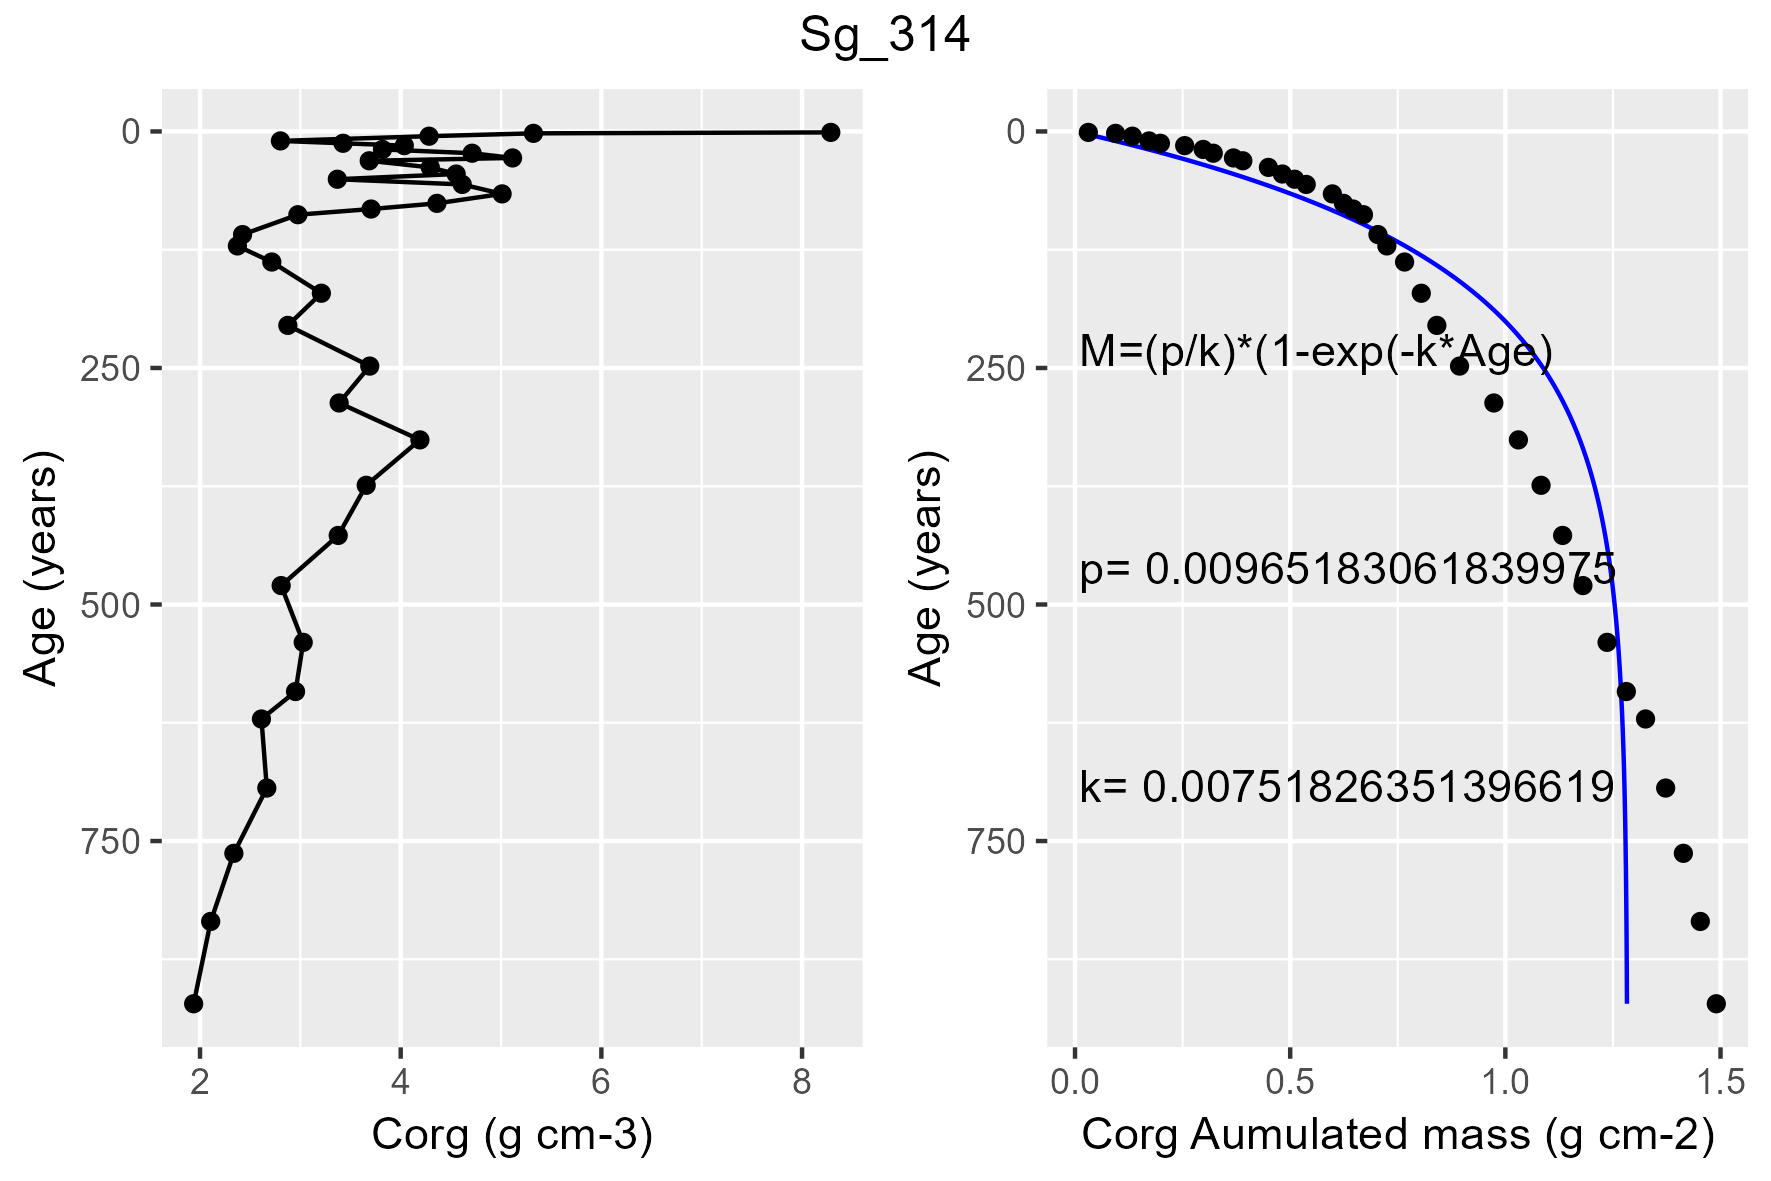 Sg_314
0
250
500
750
Age (years)
2
4
6
8
Corg (g cm-3)
0
250
500
750
Age (years)
M=(p/k)*(1-exp(-k*Age)
p= 0.00965183061839975
k= 0.00751826351396619
0.0
0.5
1.0
1.5
Corg Aumulated mass (g cm-2)